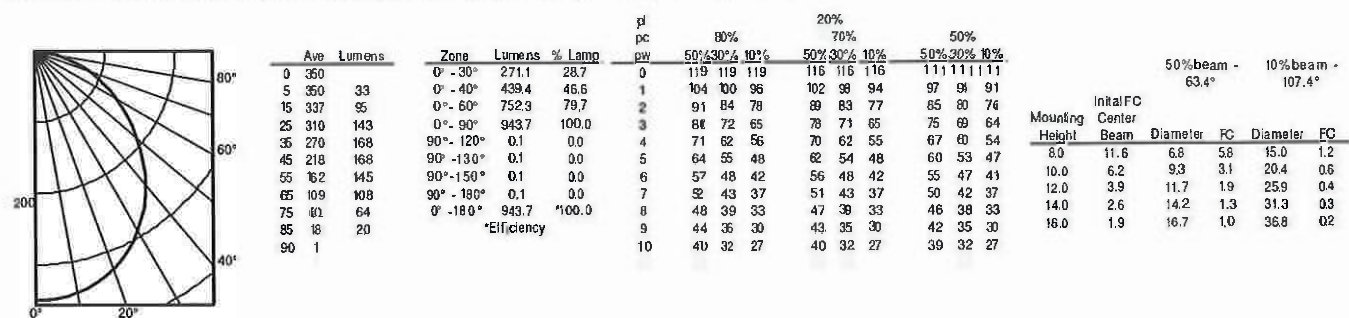 80°
60°
200
40°
0° 20°
Ave Lumens
0 350
5 350 33
15 337 95
25 310 143
35 270 168
45 218 168
55 162 145
65 109 108
75 60 64
85 18 20
90 1
Zone Lumens % Lamp
0° - 30° 271.1 28.7
0° - 40° 439.4 46.6
0° - 60° 752.3 79.7
0° - 90° 943.7 100.0
90° - 120° 0.1 0.0
90° - 130° 0.1 0.0
90° - 150° 0.1 0.0
90° - 180° 0.1 0.0
0° - 180° 943.7 *100.0
*Efficiency
20%
pc 80% 70% 50%
pw 50% 30% 10% 50% 30% 10% 50% 30% 10%
0 119 119 119 116 116 116 111 111 111
1 104 100 96 102 98 94 97 94 91
2 91 84 78 89 83 77 85 80 76
3 80 72 65 78 71 65 75 69 64
4 71 62 56 70 62 55 67 60 54
5 64 55 48 62 54 48 60 53 47
6 57 48 42 56 48 42 55 47 41
7 52 43 37 51 43 37 50 42 37
8 48 39 33 47 39 33 46 38 33
9 44 36 30 43 35 30 42 35 30
10 40 32 27 40 32 27 39 32 27
50% beam - 10% beam -
63.4° 107.4°
Mounting Height Inital FC Center Beam Diameter FC Diameter FC
8.0 11.6 6.8 5.8 15.0 1.2
10.0 6.2 9.3 3.1 20.4 0.6
12.0 3.9 11.7 1.9 25.9 0.4
14.0 2.6 14.2 1.3 31.3 0.3
16.0 1.9 16.7 1.0 36.8 0.2